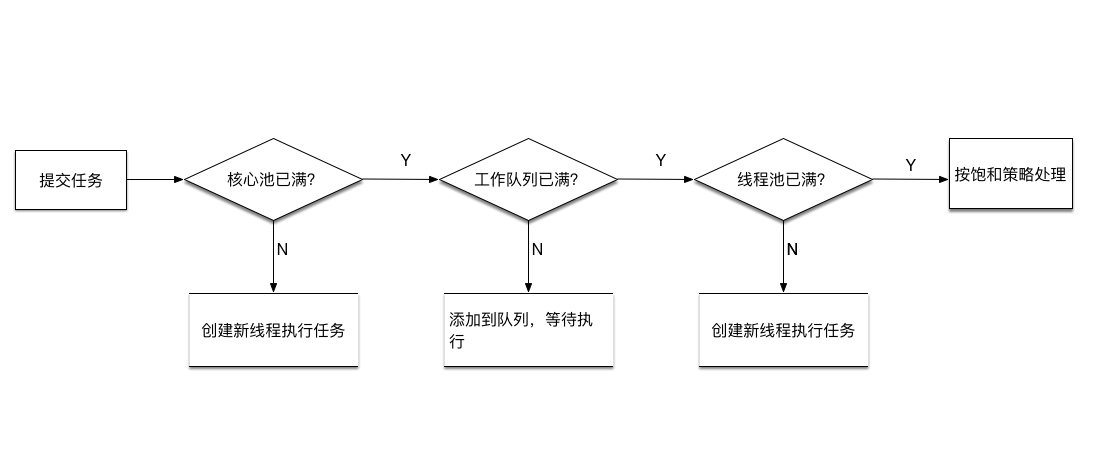 提交任务
核心池已满?
Y
工作队列已满?
Y
线程池已满?
Y
按饱和策略处理
N
N
N
创建新线程执行任务
添加到队列，等待执
行
创建新线程执行任务